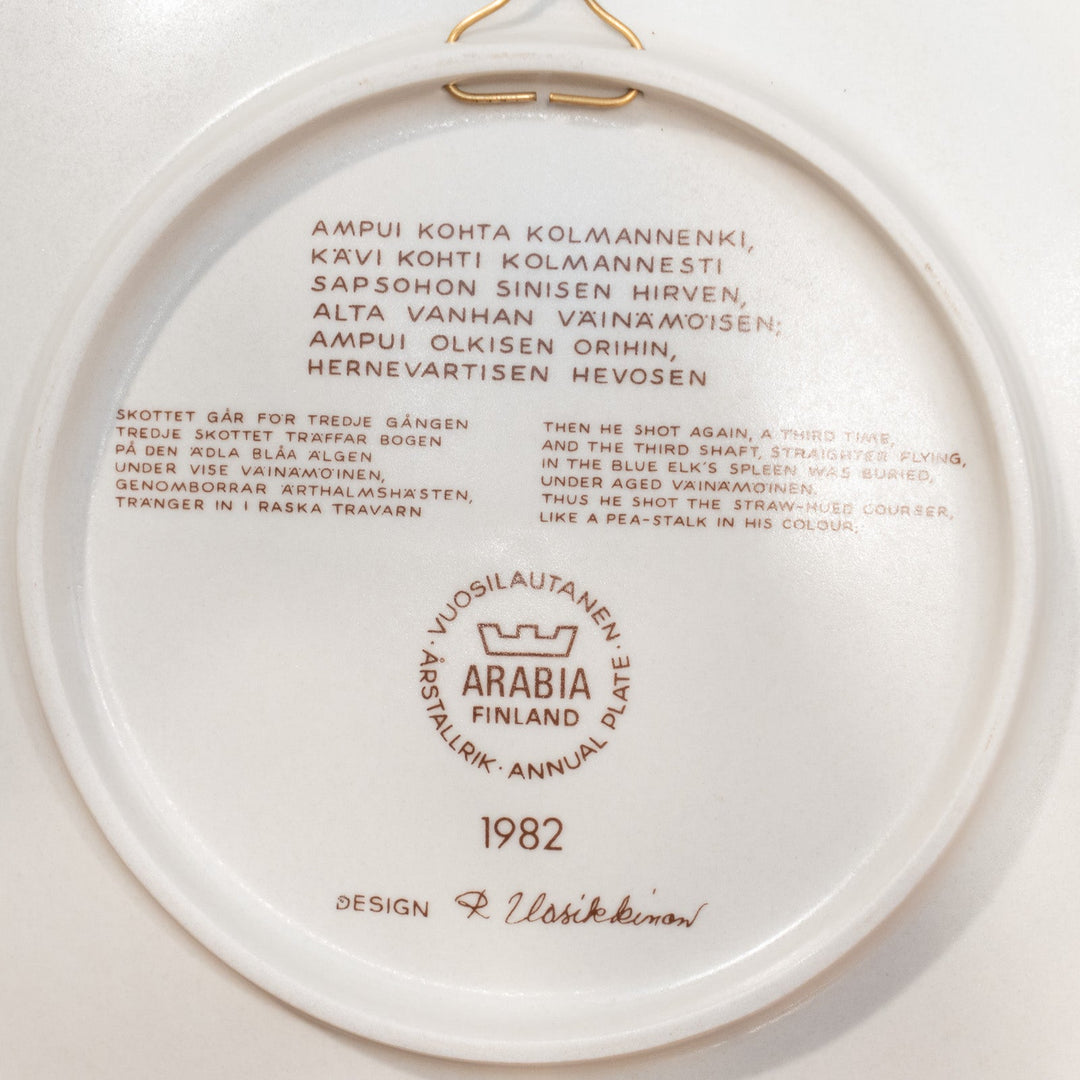 AMPUI KOHTA KOLMANNENKI,
KÄVI KOHTI KOLMANNESTI
SAPSOHON SINISEN HIRVEN,
ALTA VANHAN VÄINÄMÖISEN;
AMPUI OLKISEN ORIHIN,
HERNEVARTISEN HEVOSEN
SKOTTET GÅR FÖR TREDJE GÅNGEN
TREDJE SKOTTET TRÄFFAR BOGEN
PÅ DEN ÄDLA BLÅA ÄLGEN
UNDER VISE VÄINÄMÖINEN,
GENOMBORRAR ÄRTHALMSHÄSTEN,
TRÄNGER IN I RASKA TRAVARN
THEN HE SHOT AGAIN, A THIRD TIME,
AND THE THIRD SHAFT, STRAIGHTER FLYING,
IN THE BLUE ELK'S SPLEEN WAS BURIED,
UNDER AGED VÄINÄMÖINEN.
THUS HE SHOT THE STRAW-HUED COURSER,
LIKE A PEA-STALK IN HIS COLOUR;
VUOSILAUTANEN ·
ARABIA
FINLAND
· ÅRSTALLRIK · ANNUAL PLATE
1982
DESIGN R Uosikkinen